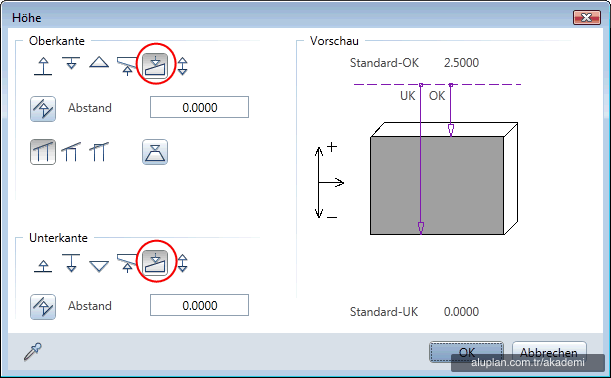 Höhe
Oberkante
Abstand
0.0000
Unterkante
Abstand
0.0000
Vorschau
Standard-OK 2.5000
UK OK
+
−
Standard-UK 0.0000
OK Abbrechen
aluplan.com.tr/akademi